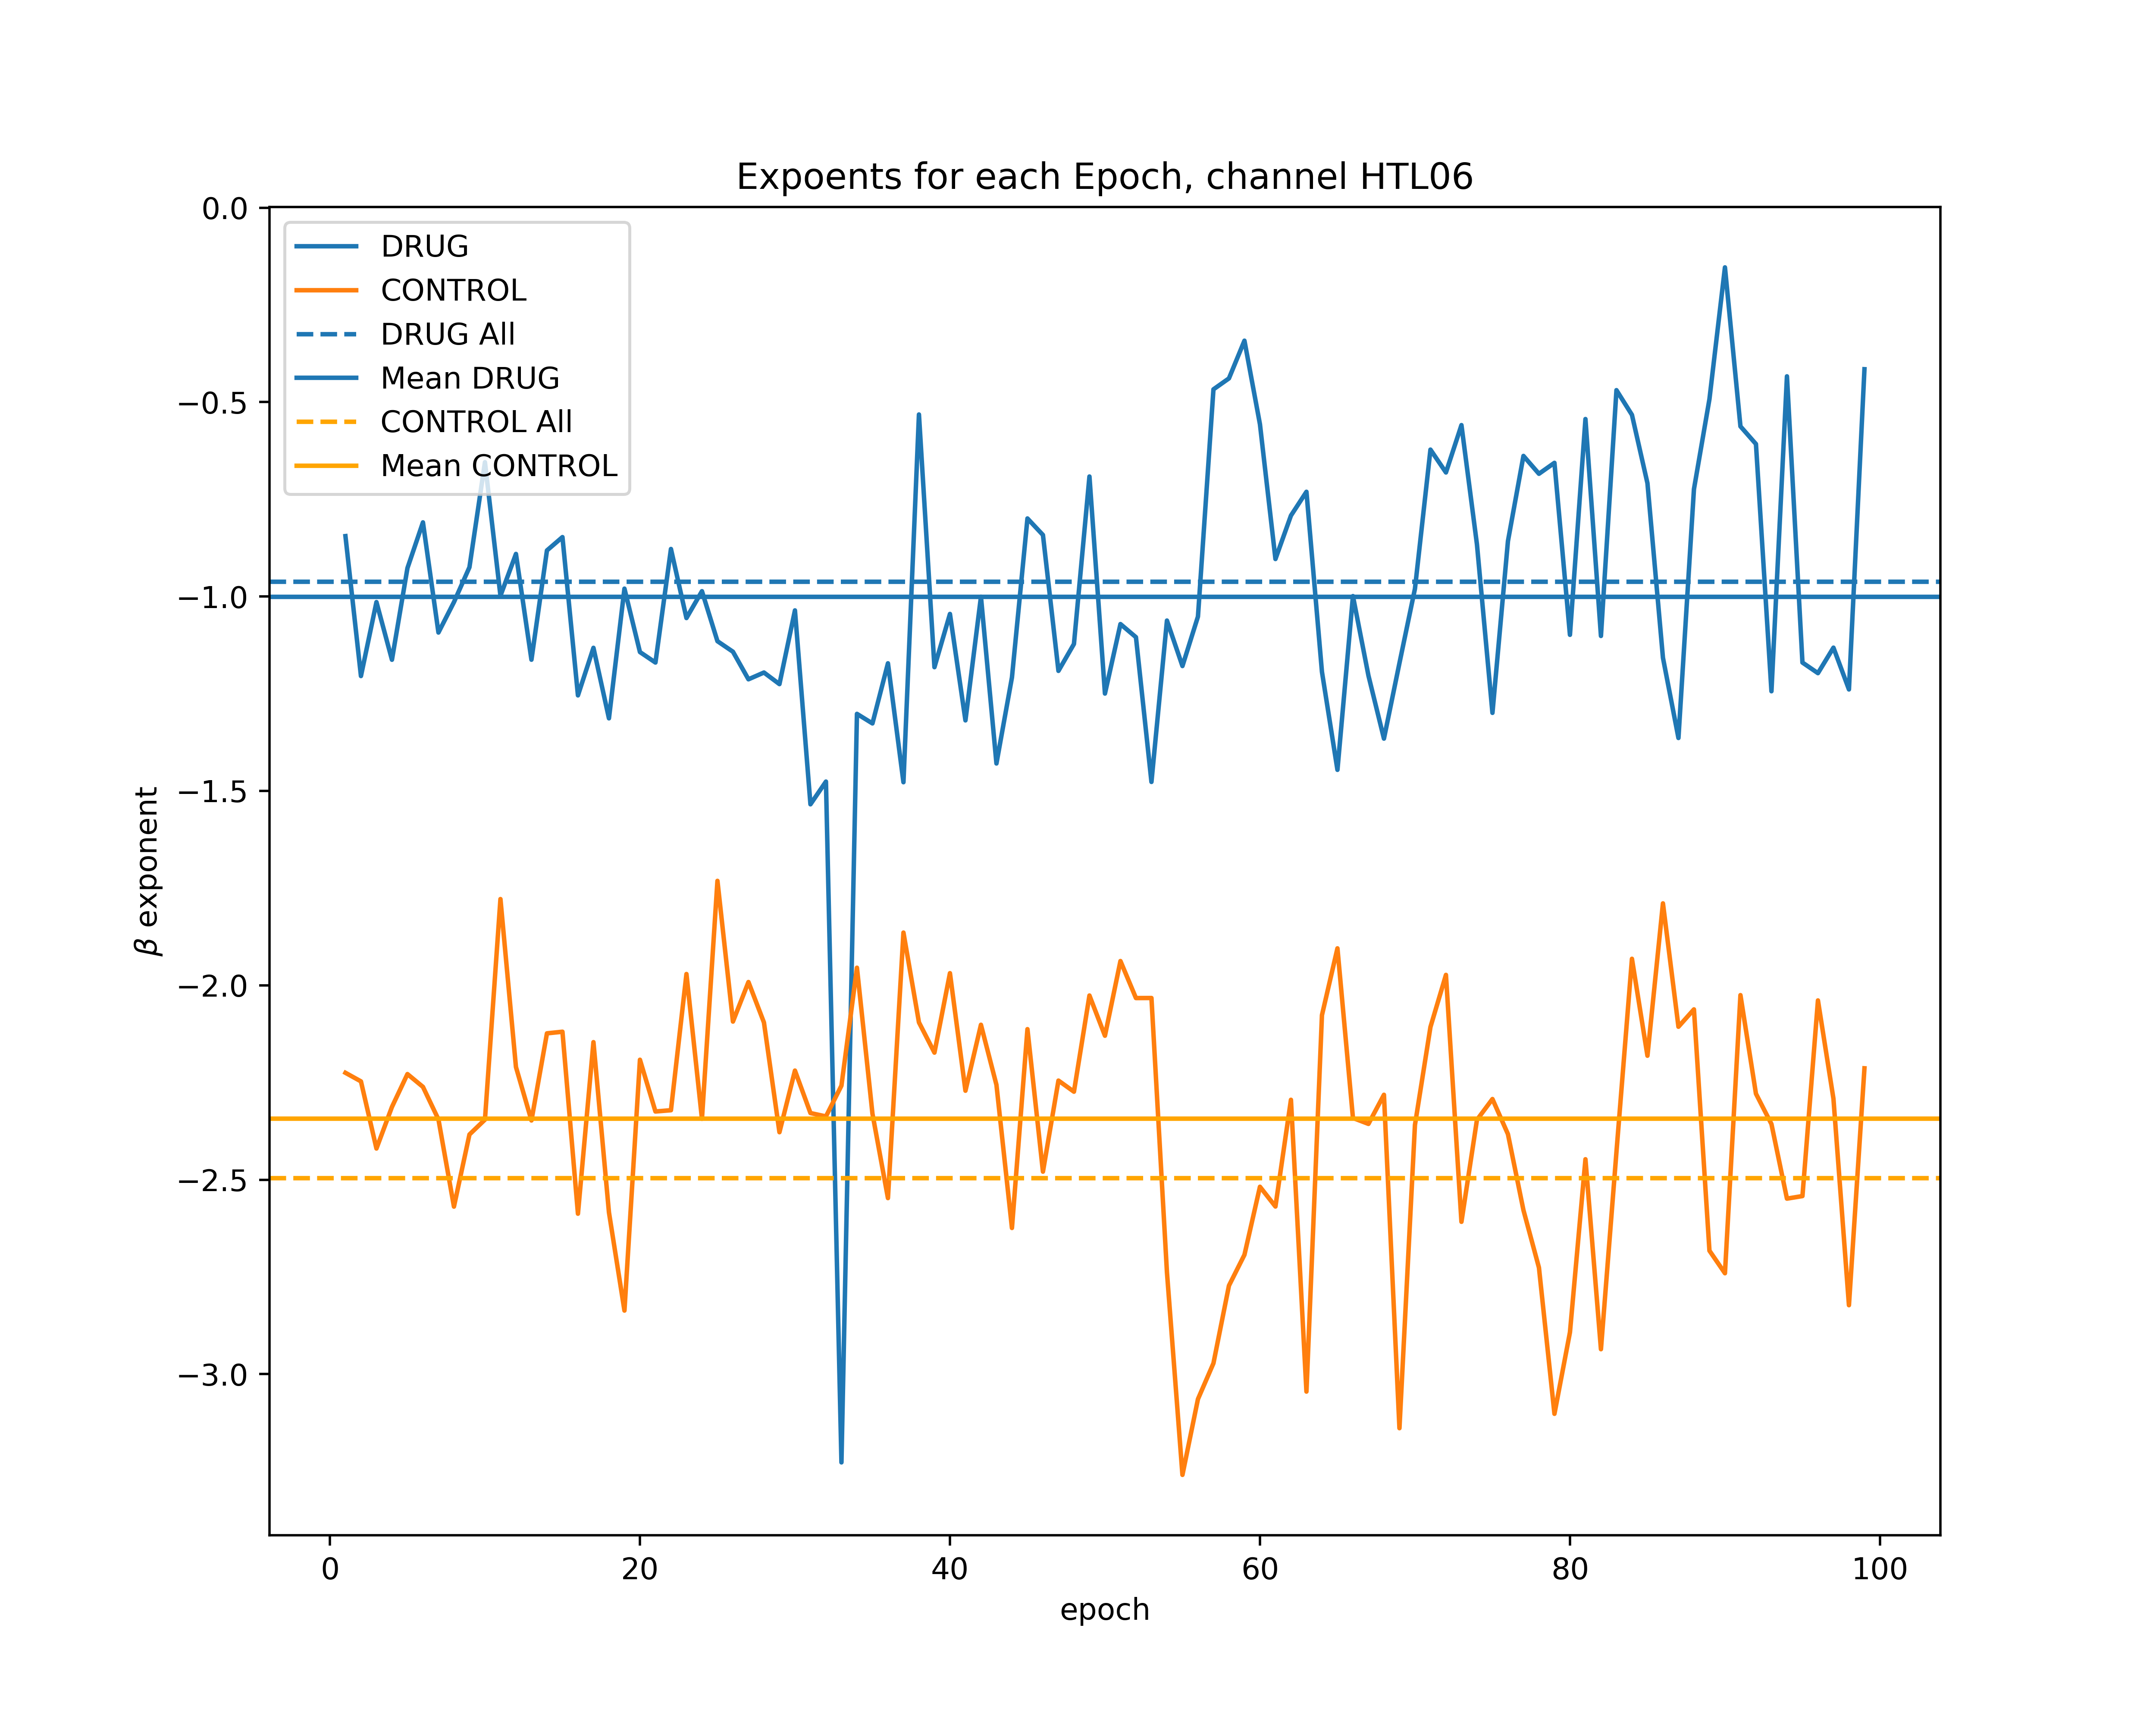 Expoents for each Epoch, channel HTL06
0.0
−0.5
−1.0
−1.5
−2.0
−2.5
−3.0
β exponent
DRUG
CONTROL
DRUG All
Mean DRUG
CONTROL All
Mean CONTROL
0 20 40 60 80 100
epoch